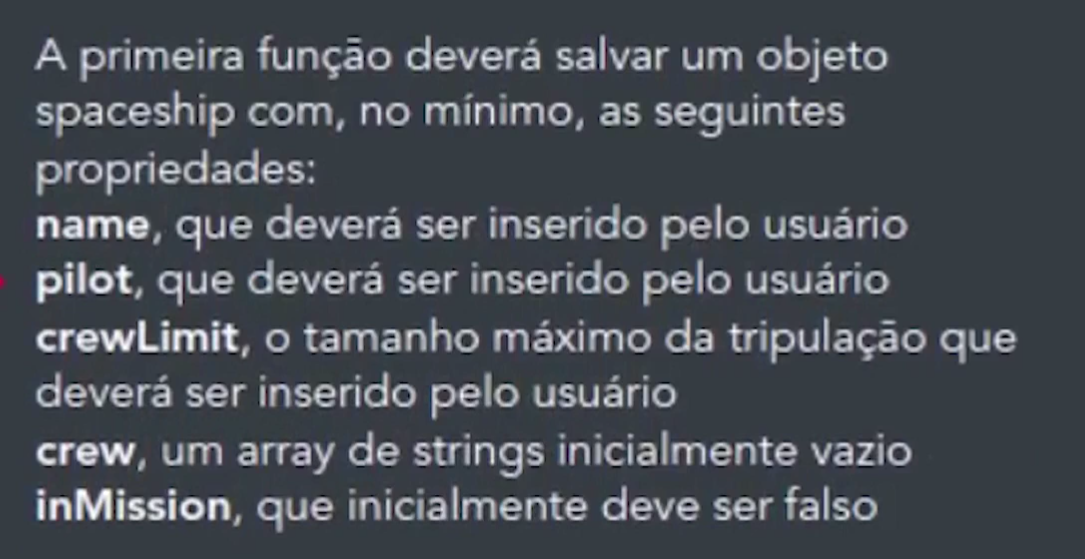 A primeira função deverá salvar um objeto
spaceship com, no mínimo, as seguintes
propriedades:
name, que deverá ser inserido pelo usuário
pilot, que deverá ser inserido pelo usuário
crewLimit, o tamanho máximo da tripulação que
deverá ser inserido pelo usuário
crew, um array de strings inicialmente vazio
inMission, que inicialmente deve ser falso